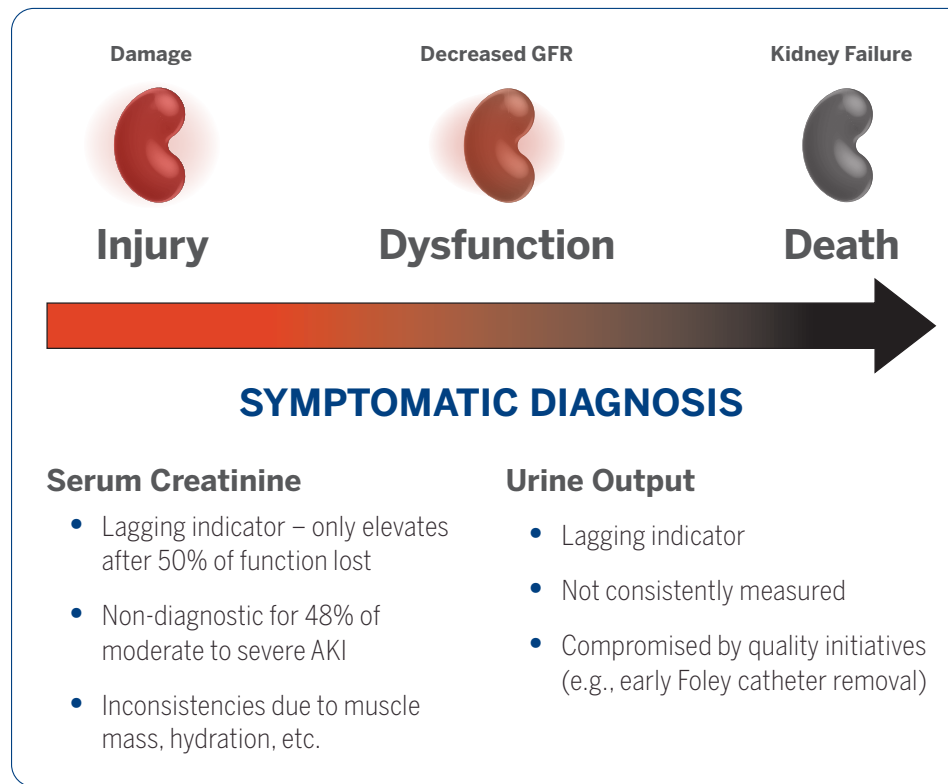 Damage
Decreased GFR
Kidney Failure
Injury
Dysfunction
Death
SYMPTOMATIC DIAGNOSIS
Serum Creatinine
• Lagging indicator – only elevates
after 50% of function lost
• Non-diagnostic for 48% of
moderate to severe AKI
• Inconsistencies due to muscle
mass, hydration, etc.
Urine Output
• Lagging indicator
• Not consistently measured
• Compromised by quality initiatives
(e.g., early Foley catheter removal)